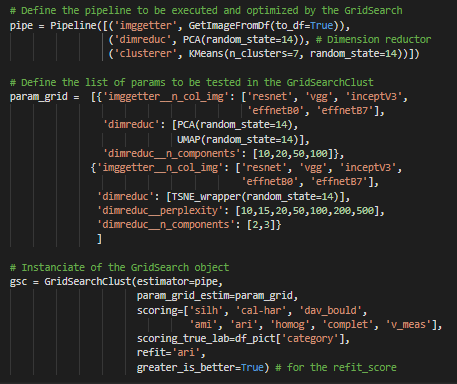 # Define the pipeline to be executed and optimized by the GridSearch
pipe = Pipeline([('imggetter', GetImageFromDf(to_df=True)),
('dimreduc', PCA(random_state=14)), # Dimension reductor
('clusterer', KMeans(n_clusters=7, random_state=14))])
# Define the list of params to be tested in the GridSearchClust
param_grid = [{'imggetter__n_col_img': ['resnet', 'vgg', 'inceptV3',
'effnetB0', 'effnetB7'],
'dimreduc': [PCA(random_state=14),
UMAP(random_state=14)],
'dimreduc__n_components': [10,20,50,100]},
{'imggetter__n_col_img': ['resnet', 'vgg', 'inceptV3',
'effnetB0', 'effnetB7'],
'dimreduc': [TSNE_wrapper(random_state=14)],
'dimreduc__perplexity': [10,15,20,50,100,200,500],
'dimreduc__n_components': [2,3]}
]
# Instanciate of the GridSearch object
gsc = GridSearchClust(estimator=pipe,
param_grid_estim=param_grid,
scoring=['silh', 'cal-har', 'dav_bould',
'ami', 'ari', 'homog', 'complet', 'v_meas'],
scoring_true_lab=df_pict['category'],
refit='ari',
greater_is_better=True) # for the refit_score